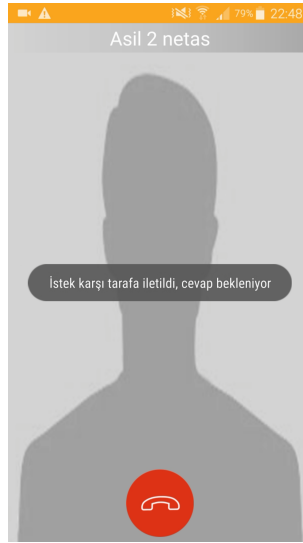 79% 22:48
Asil 2 netas
İstek karşı tarafa iletildi, cevap bekleniyor